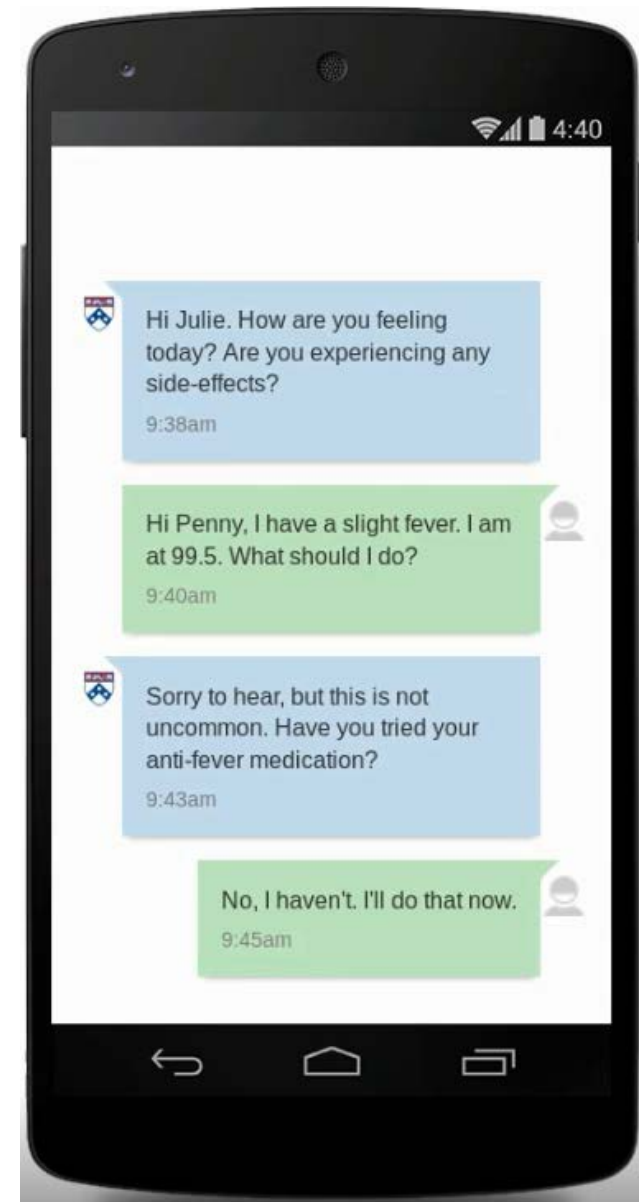 4:40
Hi Julie. How are you feeling
today? Are you experiencing any
side-effects?
9:38am
Hi Penny, I have a slight fever. I am
at 99.5. What should I do?
9:40am
Sorry to hear, but this is not
uncommon. Have you tried your
anti-fever medication?
9:43am
No, I haven't. I'll do that now.
9:45am